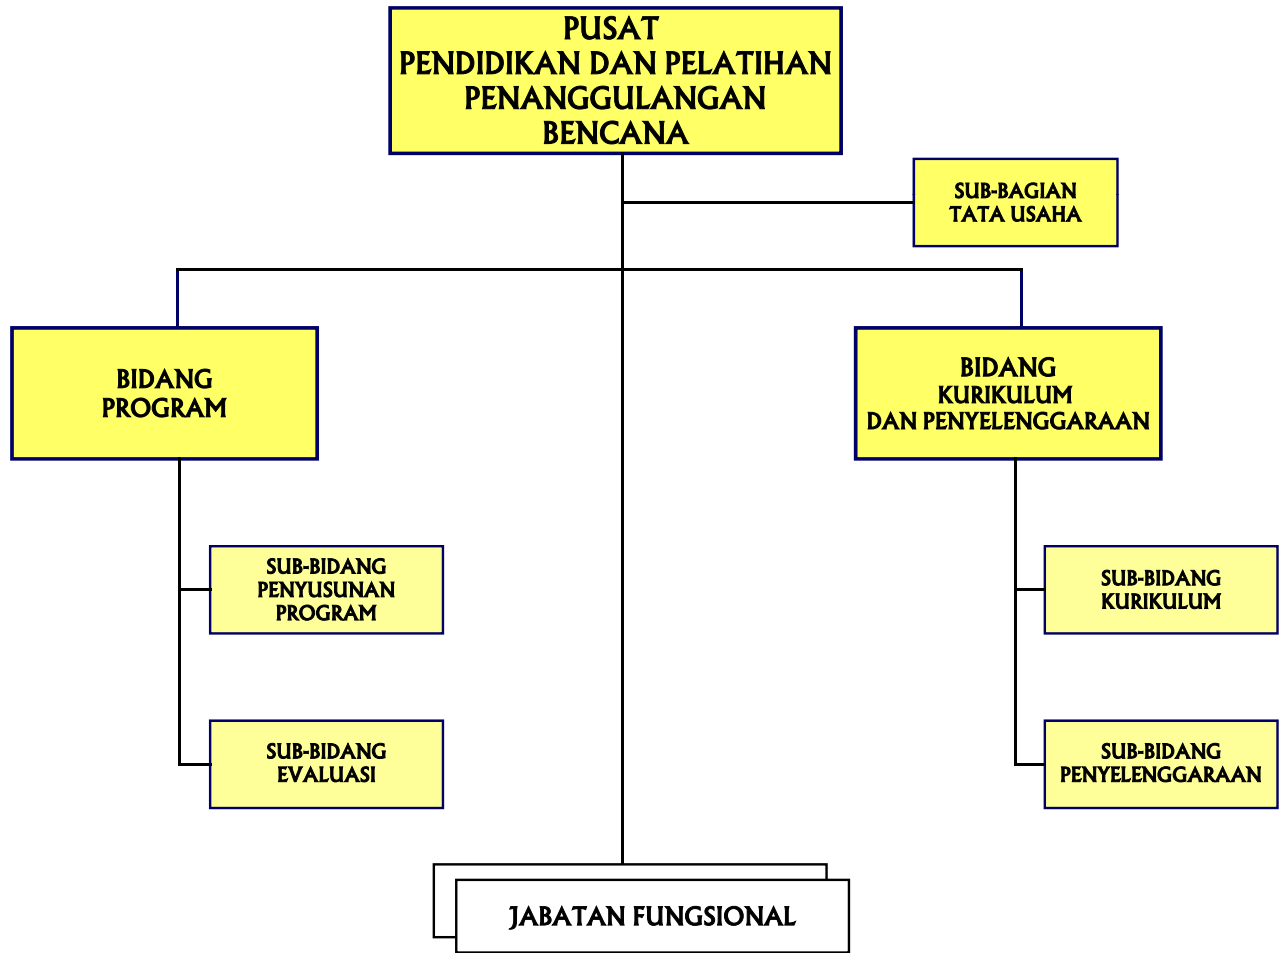 PUSAT
PENDIDIKAN DAN PELATIHAN
PENANGGULANGAN
BENCANA
SUB-BAGIAN
TATA USAHA
BIDANG
PROGRAM
BIDANG
KURIKULUM
DAN PENYELENGGARAAN
SUB-BIDANG
PENYUSUNAN
PROGRAM
SUB-BIDANG
KURIKULUM
SUB-BIDANG
EVALUASI
SUB-BIDANG
PENYELENGGARAAN
JABATAN FUNGSIONAL